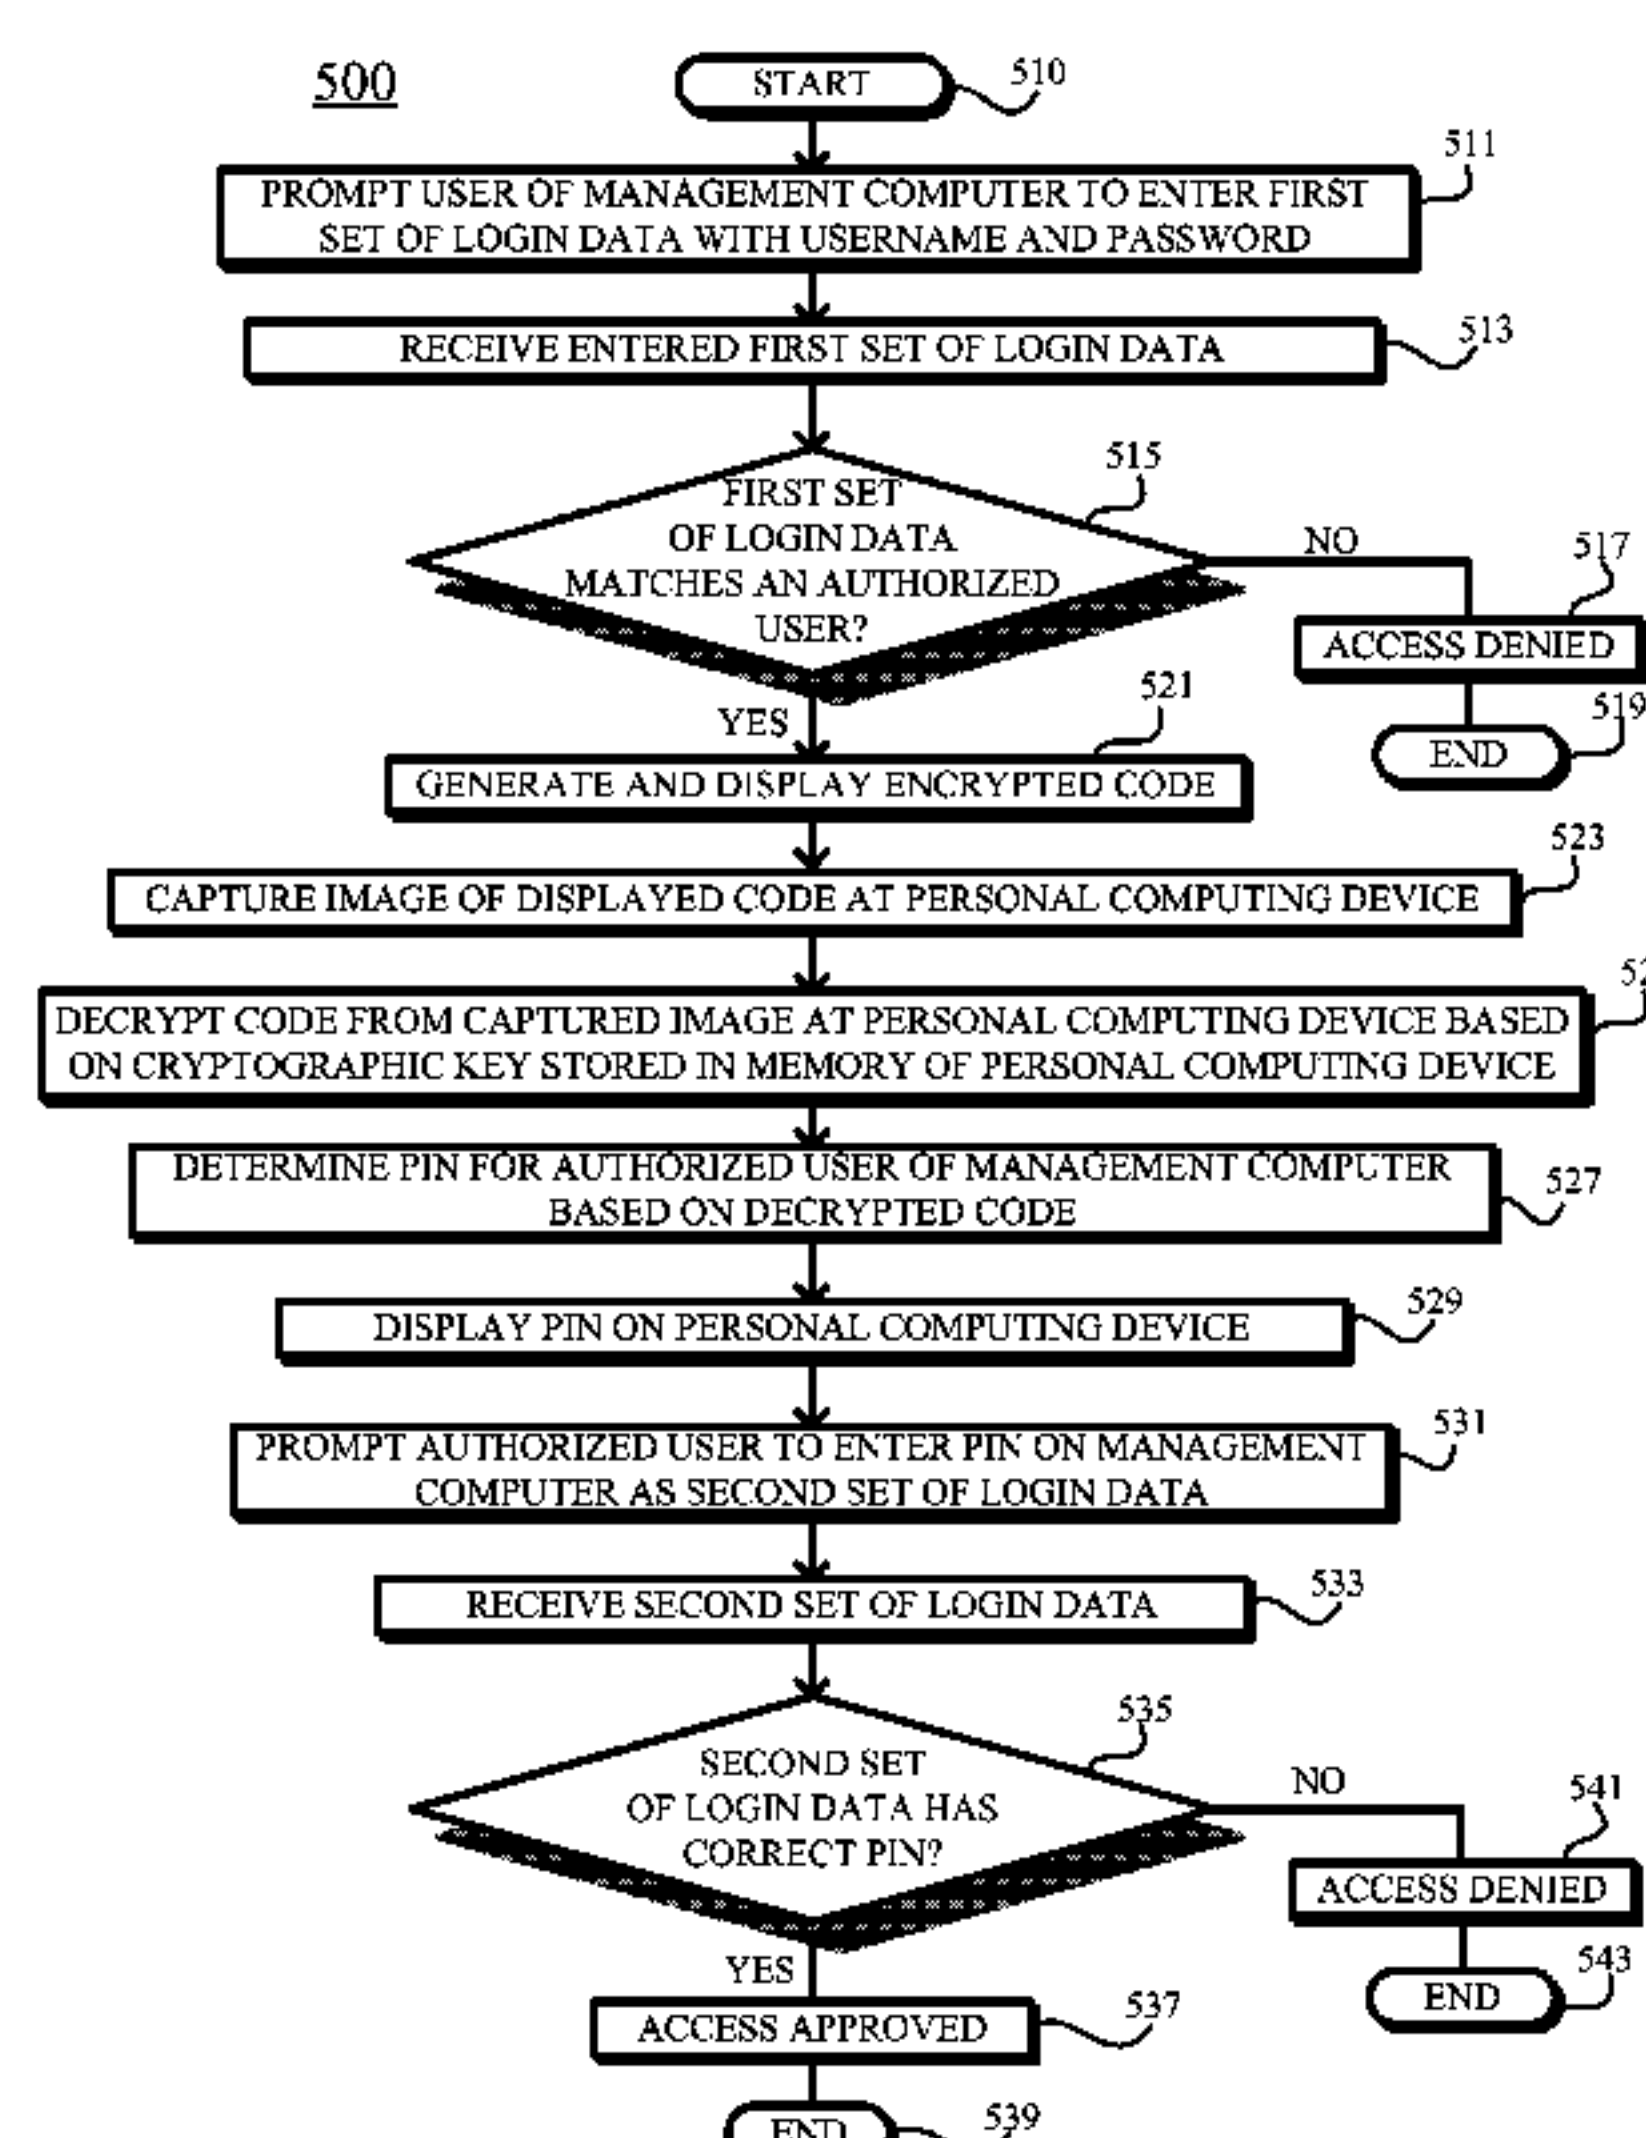 500
START
510
511
PROMPT USER OF MANAGEMENT COMPUTER TO ENTER FIRST
SET OF LOGIN DATA WITH USERNAME AND PASSWORD
RECEIVE ENTERED FIRST SET OF LOGIN DATA
513
515
FIRST SET
OF LOGIN DATA
MATCHES AN AUTHORIZED
USER?
NO
517
ACCESS DENIED
519
END
YES
521
GENERATE AND DISPLAY ENCRYPTED CODE
523
CAPTURE IMAGE OF DISPLAYED CODE AT PERSONAL COMPUTING DEVICE
DECRYPT CODE FROM CAPTURED IMAGE AT PERSONAL COMPUTING DEVICE BASED
ON CRYPTOGRAPHIC KEY STORED IN MEMORY OF PERSONAL COMPUTING DEVICE
DETERMINE PIN FOR AUTHORIZED USER OF MANAGEMENT COMPUTER
BASED ON DECRYPTED CODE
527
529
DISPLAY PIN ON PERSONAL COMPUTING DEVICE
531
PROMPT AUTHORIZED USER TO ENTER PIN ON MANAGEMENT
COMPUTER AS SECOND SET OF LOGIN DATA
533
RECEIVE SECOND SET OF LOGIN DATA
535
SECOND SET
OF LOGIN DATA HAS
CORRECT PIN?
NO
541
ACCESS DENIED
543
END
YES
537
ACCESS APPROVED
539
END